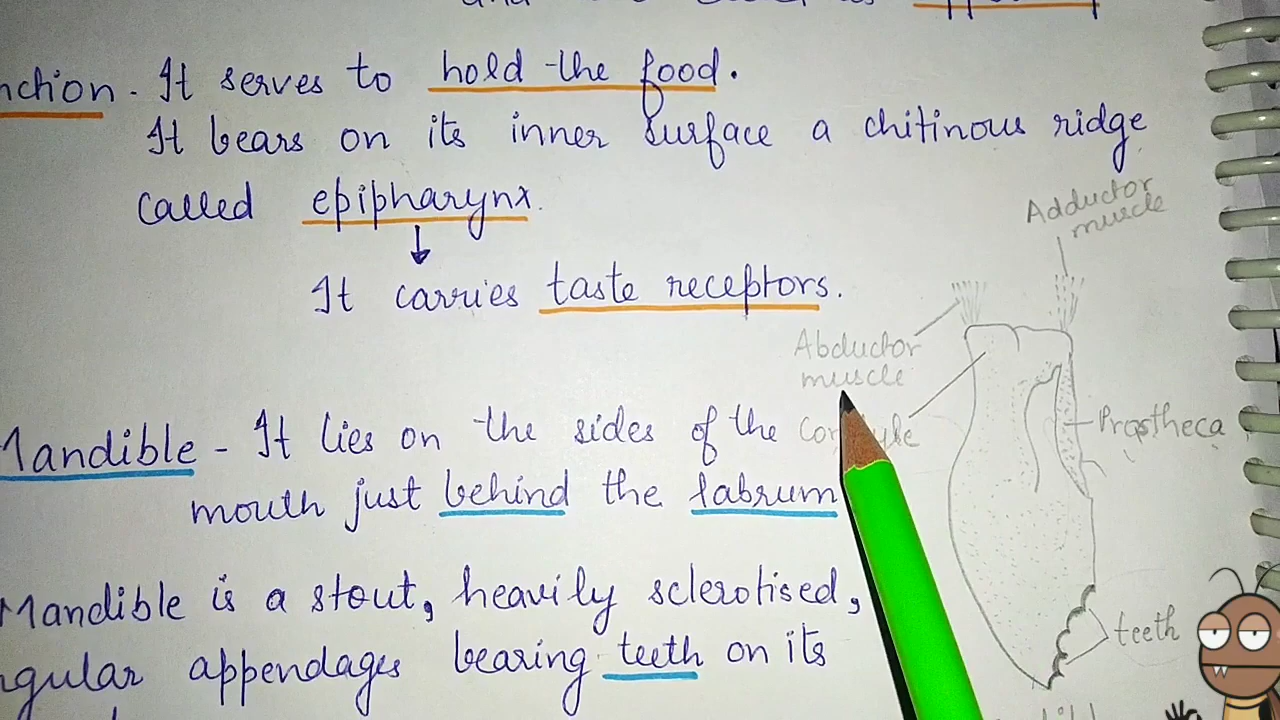 It serves to hold the food.
It bears on its inner surface a chitinous ridge
called epipharynx.
It carries taste receptors.
Adductor
muscle
Abductor
muscle
Prostheca
Mandible - It lies on the sides of the
mouth just behind the labrum
Mandible is a stout, heavily sclerotised,
appendages bearing teeth on its
teeth